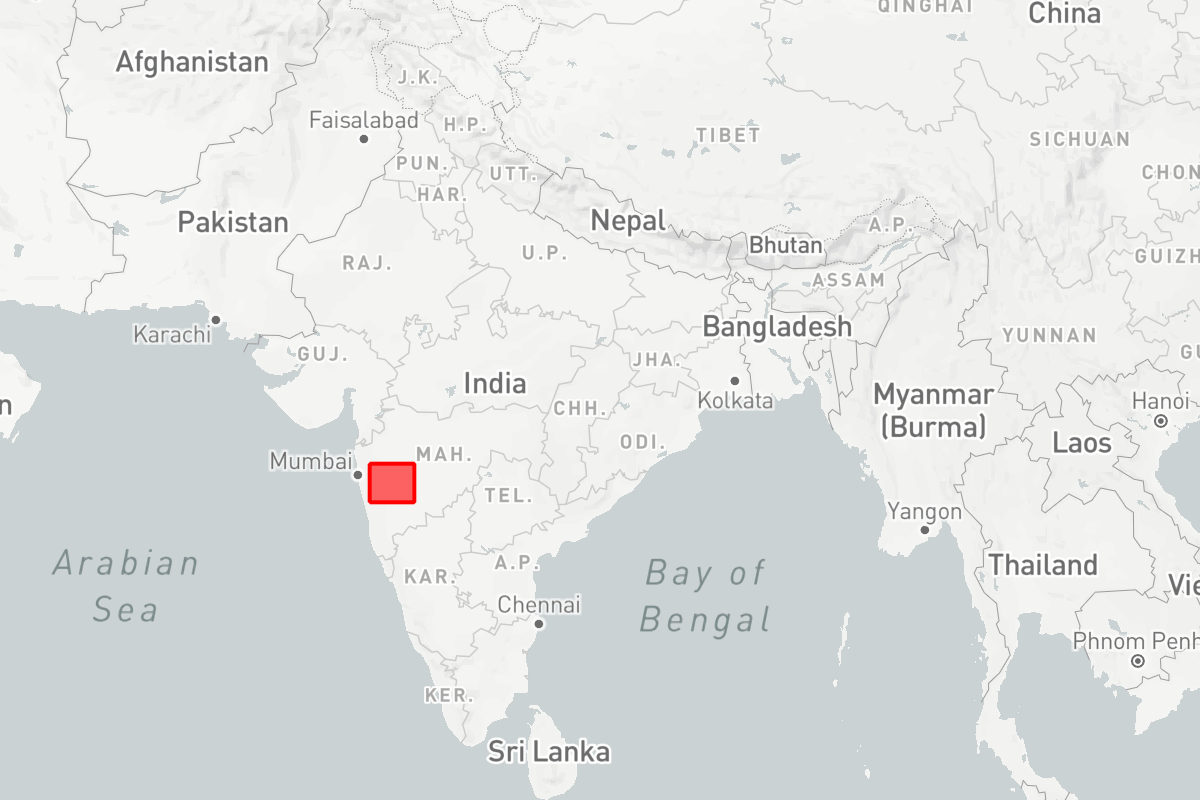 QINGHAI
China
Afghanistan
J.K.
Faisalabad
H.P.
TIBET
SICHUAN
PUN.
UTT.
CHON
HAR.
Pakistan
Nepal
A.P.
Bhutan
U.P.
RAJ.
ASSAM
GUIZH
Karachi
Bangladesh
YUNNAN
GUJ.
JHA.
GU
India
Kolkata
Myanmar
(Burma)
Hanoi
n
CHH.
ODI.
Laos
Mumbai
MAH.
TEL.
Yangon
Arabian
Sea
A.P.
KAR.
Bay of
Bengal
Thailand
Vie
Chennai
Phnom Penh
KER.
Sri Lanka